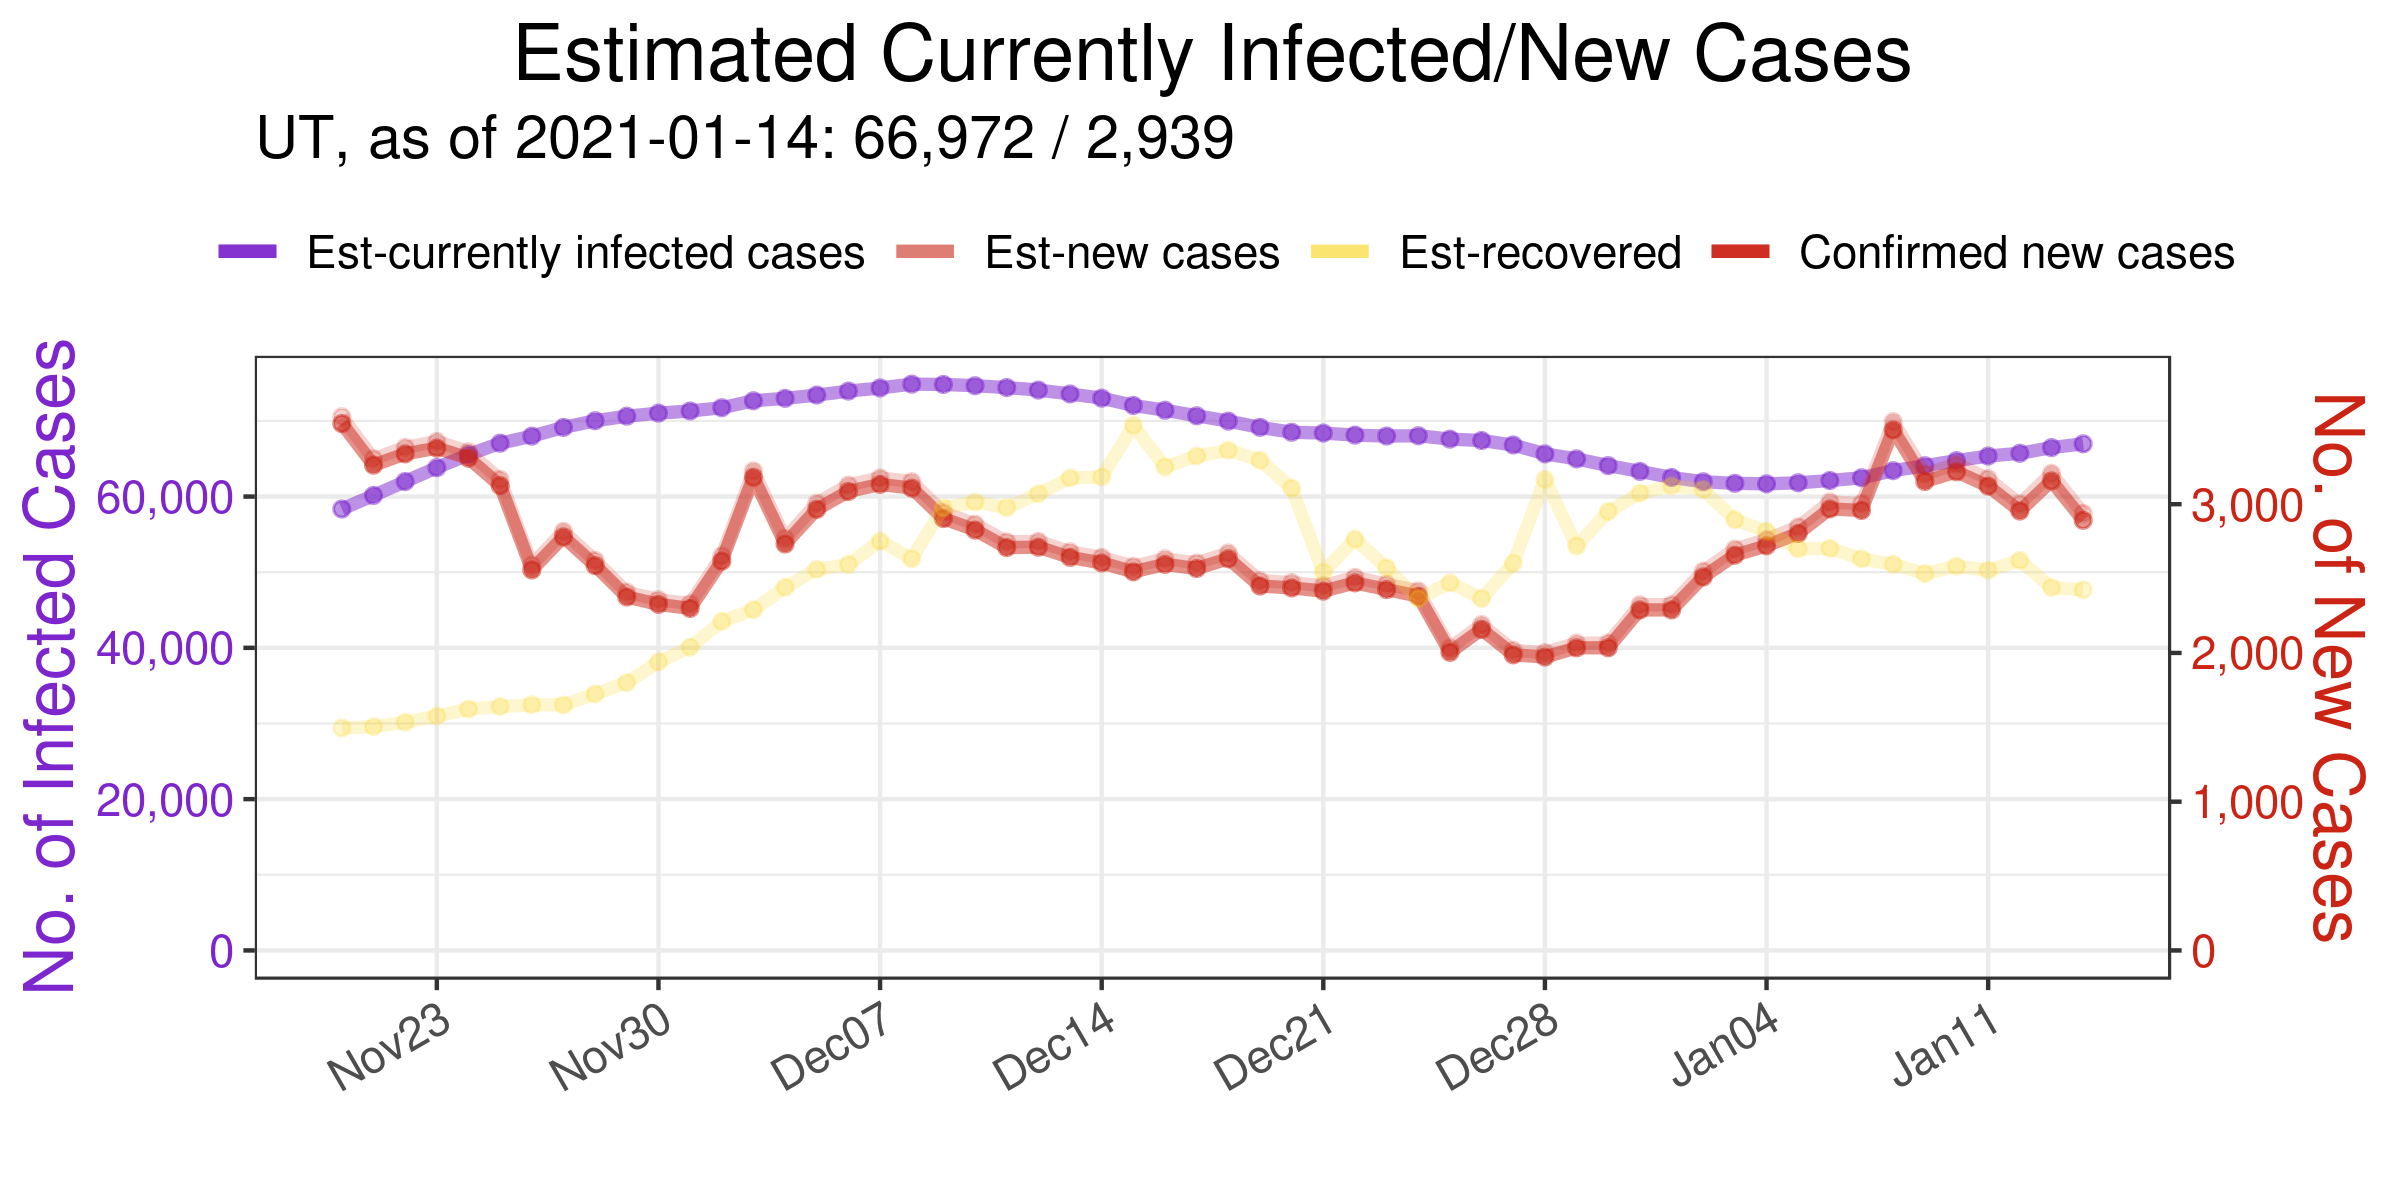 Estimated Currently Infected/New Cases
UT, as of 2021-01-14: 66,972 / 2,939
Est-currently infected cases Est-new cases Est-recovered Confirmed new cases
No. of Infected Cases
60,000
40,000
20,000
0
3,000
2,000
1,000
0
No. of New Cases
Nov23 Nov30 Dec07 Dec14 Dec21 Dec28 Jan04 Jan11